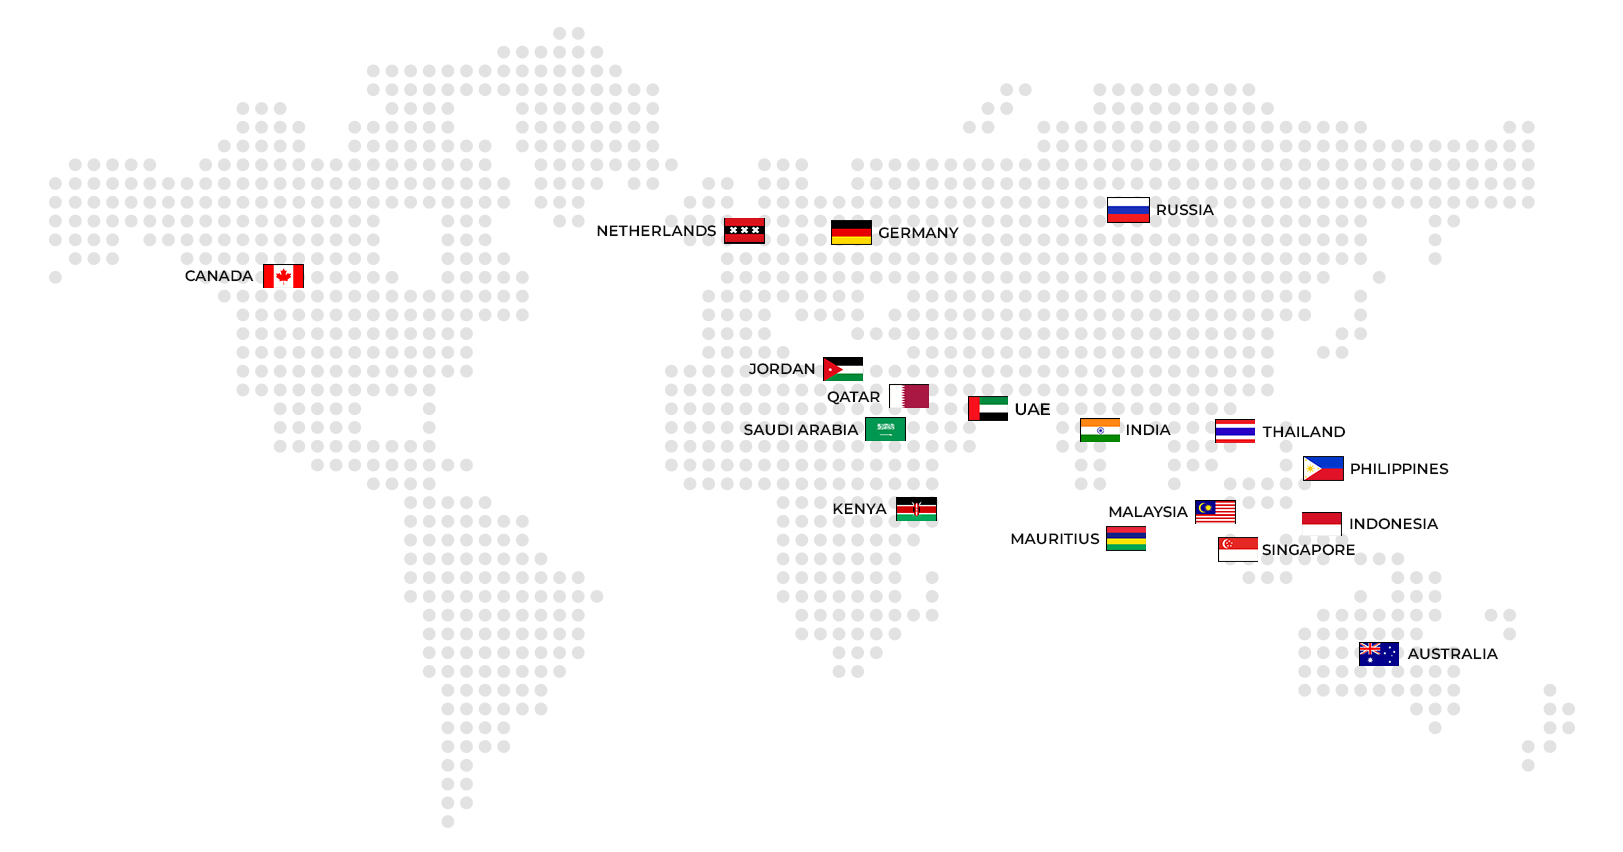 RUSSIA
NETHERLANDS
GERMANY
CANADA
JORDAN
QATAR
UAE
SAUDI ARABIA
INDIA
THAILAND
PHILIPPINES
KENYA
MALAYSIA
INDONESIA
MAURITIUS
SINGAPORE
AUSTRALIA